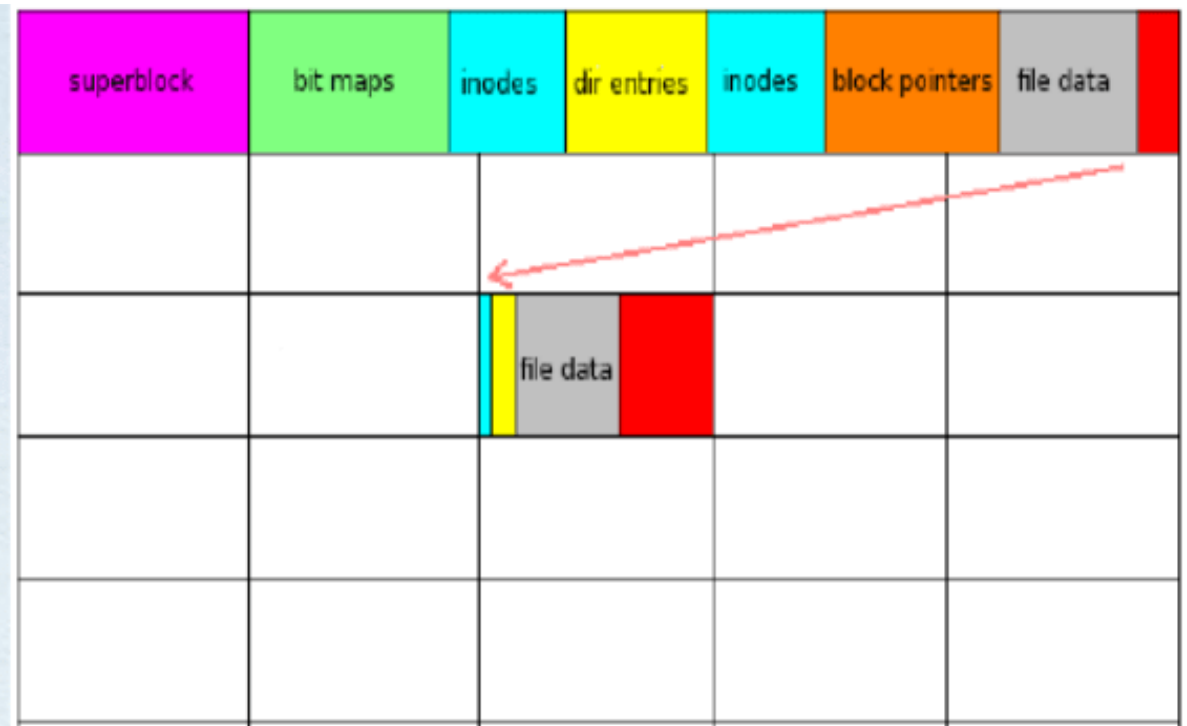 superblock
bit maps
inodes
dir entries
inodes
block pointers
file data
file data